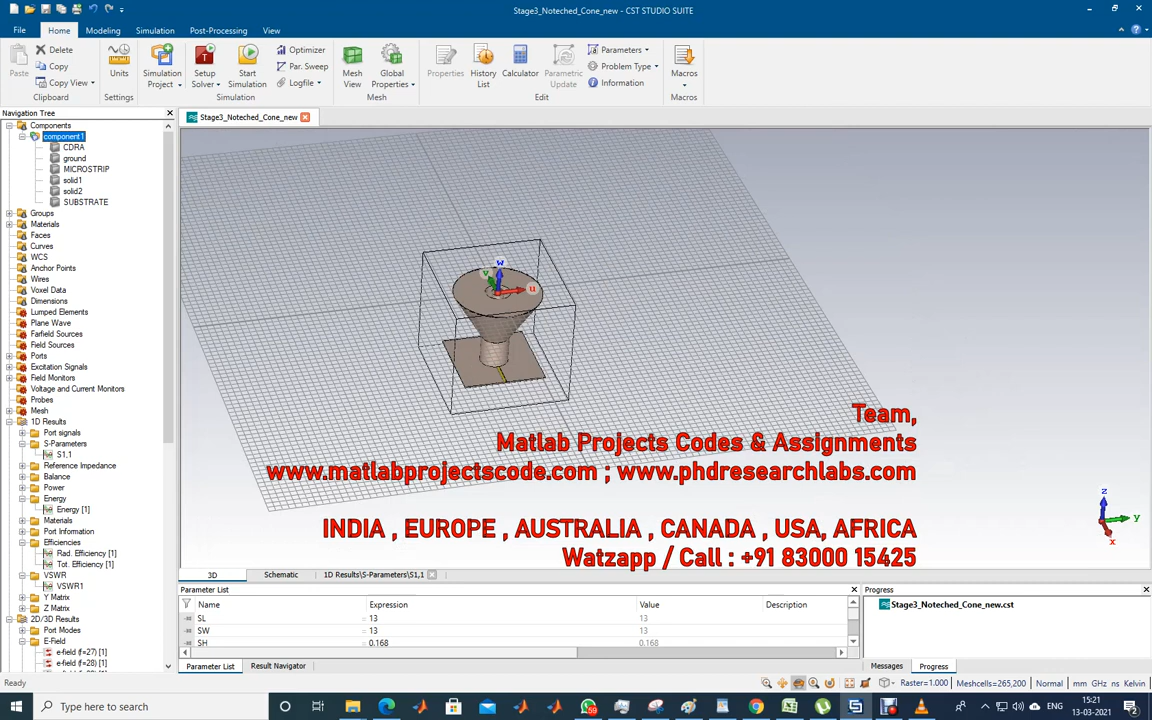 Stage3_Noteched_Cone_new - CST STUDIO SUITE
File Home Modeling Simulation Post-Processing View
Paste
Delete
Copy
Copy View
Clipboard
Units
Settings
Simulation Project
Setup Solver
Start Simulation
Optimizer
Par. Sweep
Logfile
Simulation
Mesh View
Global Properties
Mesh
Properties
History List
Calculator
Parametric Update
Parameters
Problem Type
Information
Edit
Macros
Macros
Navigation Tree
Stage3_Noteched_Cone_new
Components
component1
CDRA
ground
MICROSTRIP
solid1
solid2
SUBSTRATE
Groups
Materials
Faces
Curves
WCS
Anchor Points
Wires
Voxel Data
Dimensions
Lumped Elements
Plane Wave
Farfield Sources
Field Sources
Ports
Excitation Signals
Field Monitors
Voltage and Current Monitors
Probes
Mesh
1D Results
Port signals
S-Parameters
S1,1
Reference Impedance
Balance
Power
Energy
Energy [1]
Materials
Port Information
Efficiencies
Rad. Efficiency [1]
Tot. Efficiency [1]
VSWR
VSWR1
Y Matrix
Z Matrix
2D/3D Results
Port Modes
E-Field
e-field (f=27) [1]
e-field (f=28) [1]
w
v
u
Team,
Matlab Projects Codes & Assignments
www.matlabprojectscode.com ; www.phdresearchlabs.com
INDIA , EUROPE , AUSTRALIA , CANADA , USA, AFRICA
Watzapp / Call : +91 83000 15425
z
y
x
3D Schematic 1D Results\S-Parameters\S1,1
Parameter List
Name Expression Value Description
SL = 13 13
SW = 13 13
SH = 0.168 0.168
Parameter List Result Navigator
Progress
Stage3_Noteched_Cone_new.cst
Messages Progress
Ready
Raster=1.000 Meshcells=265,200 Normal mm GHz ns Kelvin
Type here to search
59
ENG
15:21
13-03-2021
2